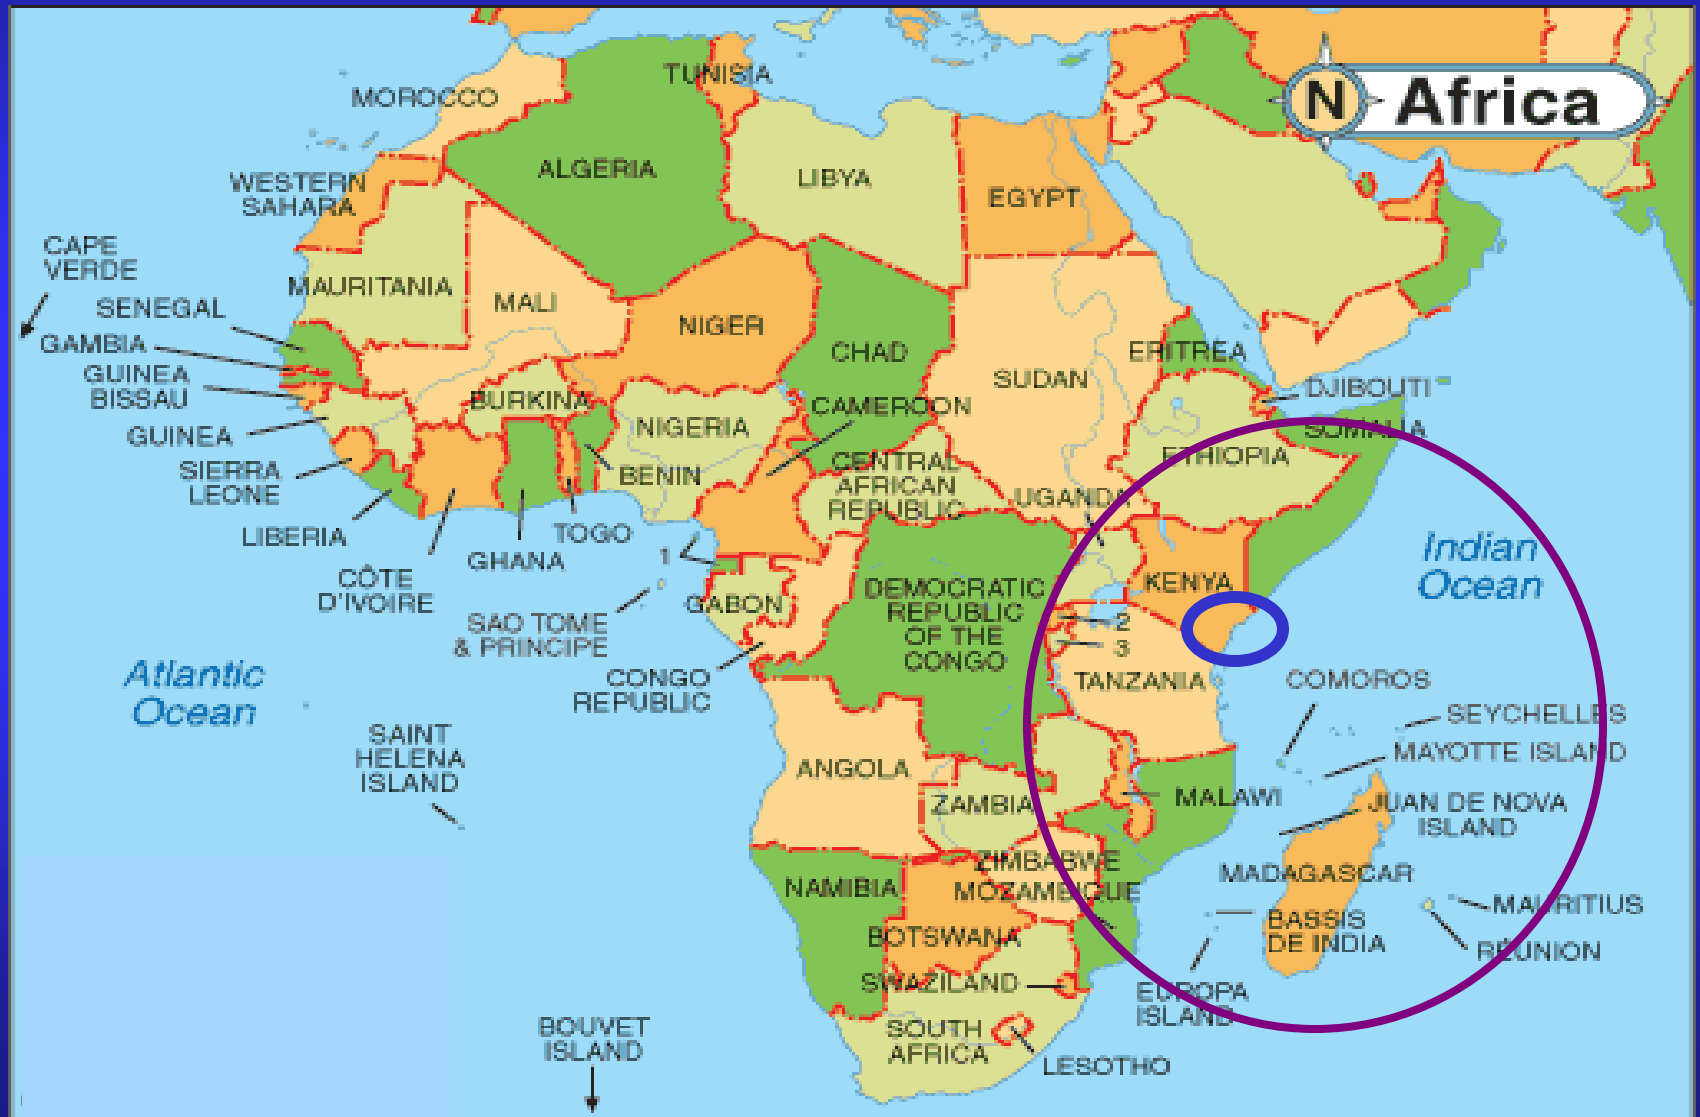 N Africa
TUNISIA
MOROCCO
ALGERIA
LIBYA
EGYPT
WESTERN
SAHARA
CAPE
VERDE
MAURITANIA
MALI
NIGER
CHAD
SUDAN
ERITREA
DJIBOUTI
SENEGAL
GAMBIA
GUINEA
BISSAU
GUINEA
SIERRA
LEONE
LIBERIA
CÔTE
D'IVOIRE
BURKINA
GHANA
TOGO
BENIN
NIGERIA
CAMEROON
CENTRAL
AFRICAN
REPUBLIC
SOMALIA
ETHIOPIA
UGANDA
KENYA
Indian
Ocean
1
GABON
SAO TOME
& PRINCIPE
CONGO
REPUBLIC
DEMOCRATIC
REPUBLIC
OF THE
CONGO
2
3
TANZANIA
COMOROS
SEYCHELLES
MAYOTTE ISLAND
Atlantic
Ocean
SAINT
HELENA
ISLAND
ANGOLA
ZAMBIA
MALAWI
JUAN DE NOVA
ISLAND
ZIMBABWE
MOZAMBIQUE
MADAGASCAR
NAMIBIA
BOTSWANA
BASSIS
DE INDIA
MAURITIUS
RÉUNION
SWAZILAND
EUROPA
ISLAND
SOUTH
AFRICA
LESOTHO
BOUVET
ISLAND